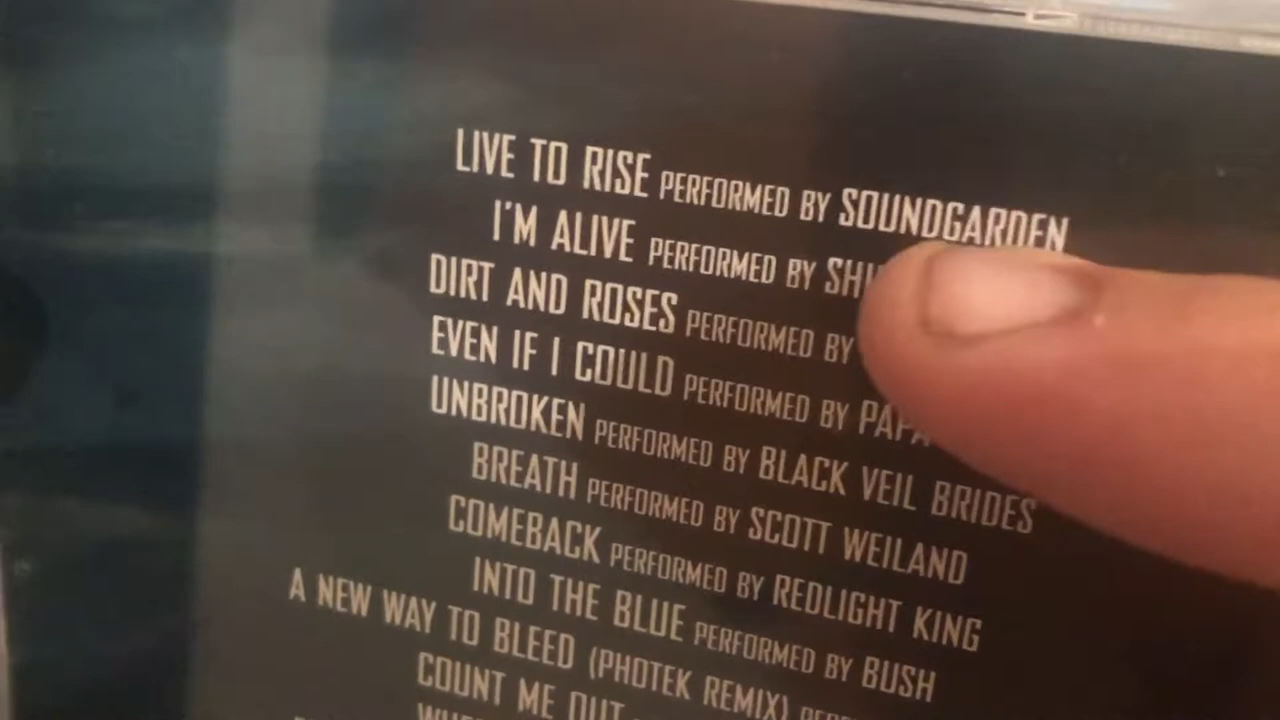 LIVE TO RISE PERFORMED BY SOUNDGARDEN
I'M ALIVE PERFORMED BY
DIRT AND ROSES PERFORMED BY
EVEN IF I COULD PERFORMED BY
UNBROKEN PERFORMED BY BLACK VEIL BRIDES
BREATH PERFORMED BY SCOTT WEILAND
COMEBACK PERFORMED BY REDLIGHT KING
INTO THE BLUE PERFORMED BY BUSH
A NEW WAY TO BLEED (PHOTEK REMIX)
COUNT ME OUT